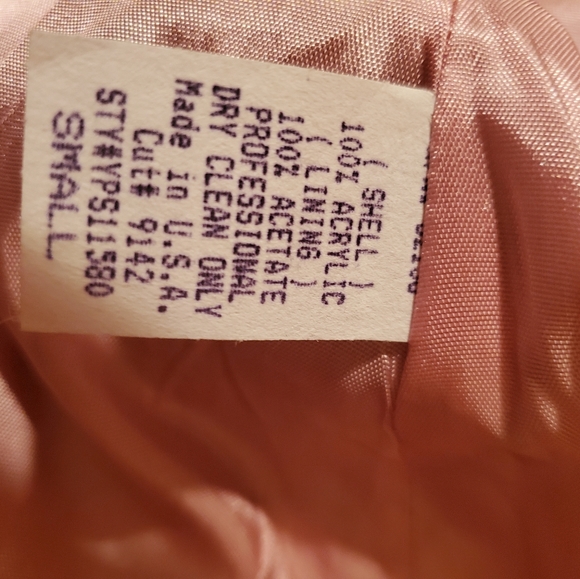 ( SHELL )
100% ACRYLIC
( LINING )
100% ACETATE
PROFESSIONAL
DRY CLEAN ONLY
Made in U.S.A.
Cut# 9142
STY#YPS11580
SMALL